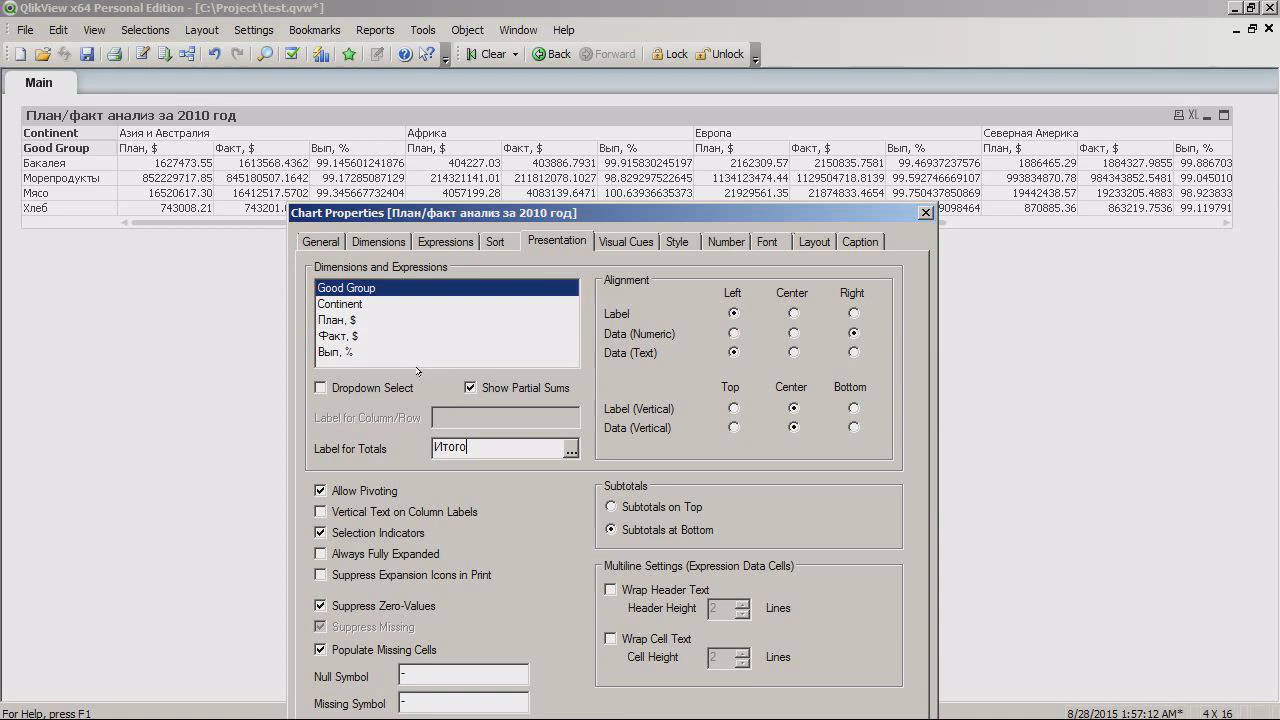 QlikView x64 Personal Edition - [C:\Project\test.qvw*]
File Edit View Selections Layout Settings Bookmarks Reports Tools Object Window Help
Clear Back Forward Lock Unlock
Main
План/факт анализ за 2010 год XL
Continent Азия и Австралия Африка Европа Северная Америка
Good Group План, $ Факт, $ Вып, % План, $ Факт, $ Вып, % План, $ Факт, $ Вып, % План, $ Факт, $ Вып, %
Бакалея 1627473.55 1613568.4362 99.145601241876 404227.03 403886.7931 99.915830245197 2162309.57 2150835.7581 99.46937237576 1886465.29 1884327.9855 99.886703
Морепродукты 852229717.85 845180507.1642 99.17285087129 214321141.01 211812078.1027 98.829297522645 1134123474.44 1129504718.8139 99.592746691107 993834870.78 984343852.5481 99.045010
Мясо 16520617.30 16412517.5702 99.345667732404 4057199.28 4083139.6471 100.63936635373 21929561.35 21874833.4654 99.750437850869 19442438.57 19233205.4883 98.923833
Хлеб 743008.21 743201.8 9098464 870885.36 863219.7536 99.119791
Chart Properties [План/факт анализ за 2010 год]
General Dimensions Expressions Sort Presentation Visual Cues Style Number Font Layout Caption
Dimensions and Expressions
Good Group
Continent
План, $
Факт, $
Вып, %
Dropdown Select Show Partial Sums
Label for Column/Row
Label for Totals Итого ...
Alignment
Left Center Right
Label
Data (Numeric)
Data (Text)
Top Center Bottom
Label (Vertical)
Data (Vertical)
Allow Pivoting
Vertical Text on Column Labels
Selection Indicators
Always Fully Expanded
Suppress Expansion Icons in Print
Suppress Zero-Values
Suppress Missing
Populate Missing Cells
Null Symbol -
Missing Symbol -
Subtotals
Subtotals on Top
Subtotals at Bottom
Multiline Settings (Expression Data Cells)
Wrap Header Text
Header Height 2 Lines
Wrap Cell Text
Cell Height 2 Lines
For Help, press F1 8/28/2015 1:57:12 AM* 4 X 16